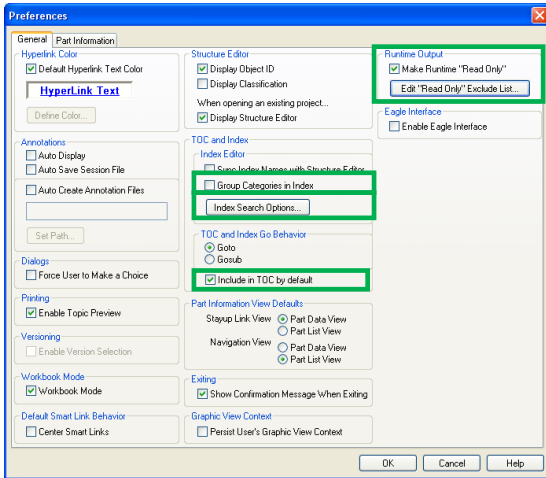 Preferences
General
Part Information
Hyperlink Color
Default Hyperlink Text Color
HyperLink Text
Define Color...
Annotations
Auto Display
Auto Save Session File
Auto Create Annotation Files
Set Path...
Dialogs
Force User to Make a Choice
Printing
Enable Topic Preview
Versioning
Enable Version Selection
Workbook Mode
Workbook Mode
Default Smart Link Behavior
Center Smart Links
Structure Editor
Display Object ID
Display Classification
When opening an existing project...
Display Structure Editor
TOC and Index
Index Editor
Sync Index Names with Structure Editor
Group Categories in Index
Index Search Options...
TOC and Index Go Behavior
Goto
Gosub
Include in TOC by default
Part Information View Defaults
Stayup Link View
Part Data View
Part List View
Navigation View
Part Data View
Part List View
Exiting
Show Confirmation Message When Exiting
Graphic View Context
Persist User's Graphic View Context
Runtime Output
Make Runtime "Read Only"
Edit "Read Only" Exclude List...
Eagle Interface
Enable Eagle Interface
OK
Cancel
Help